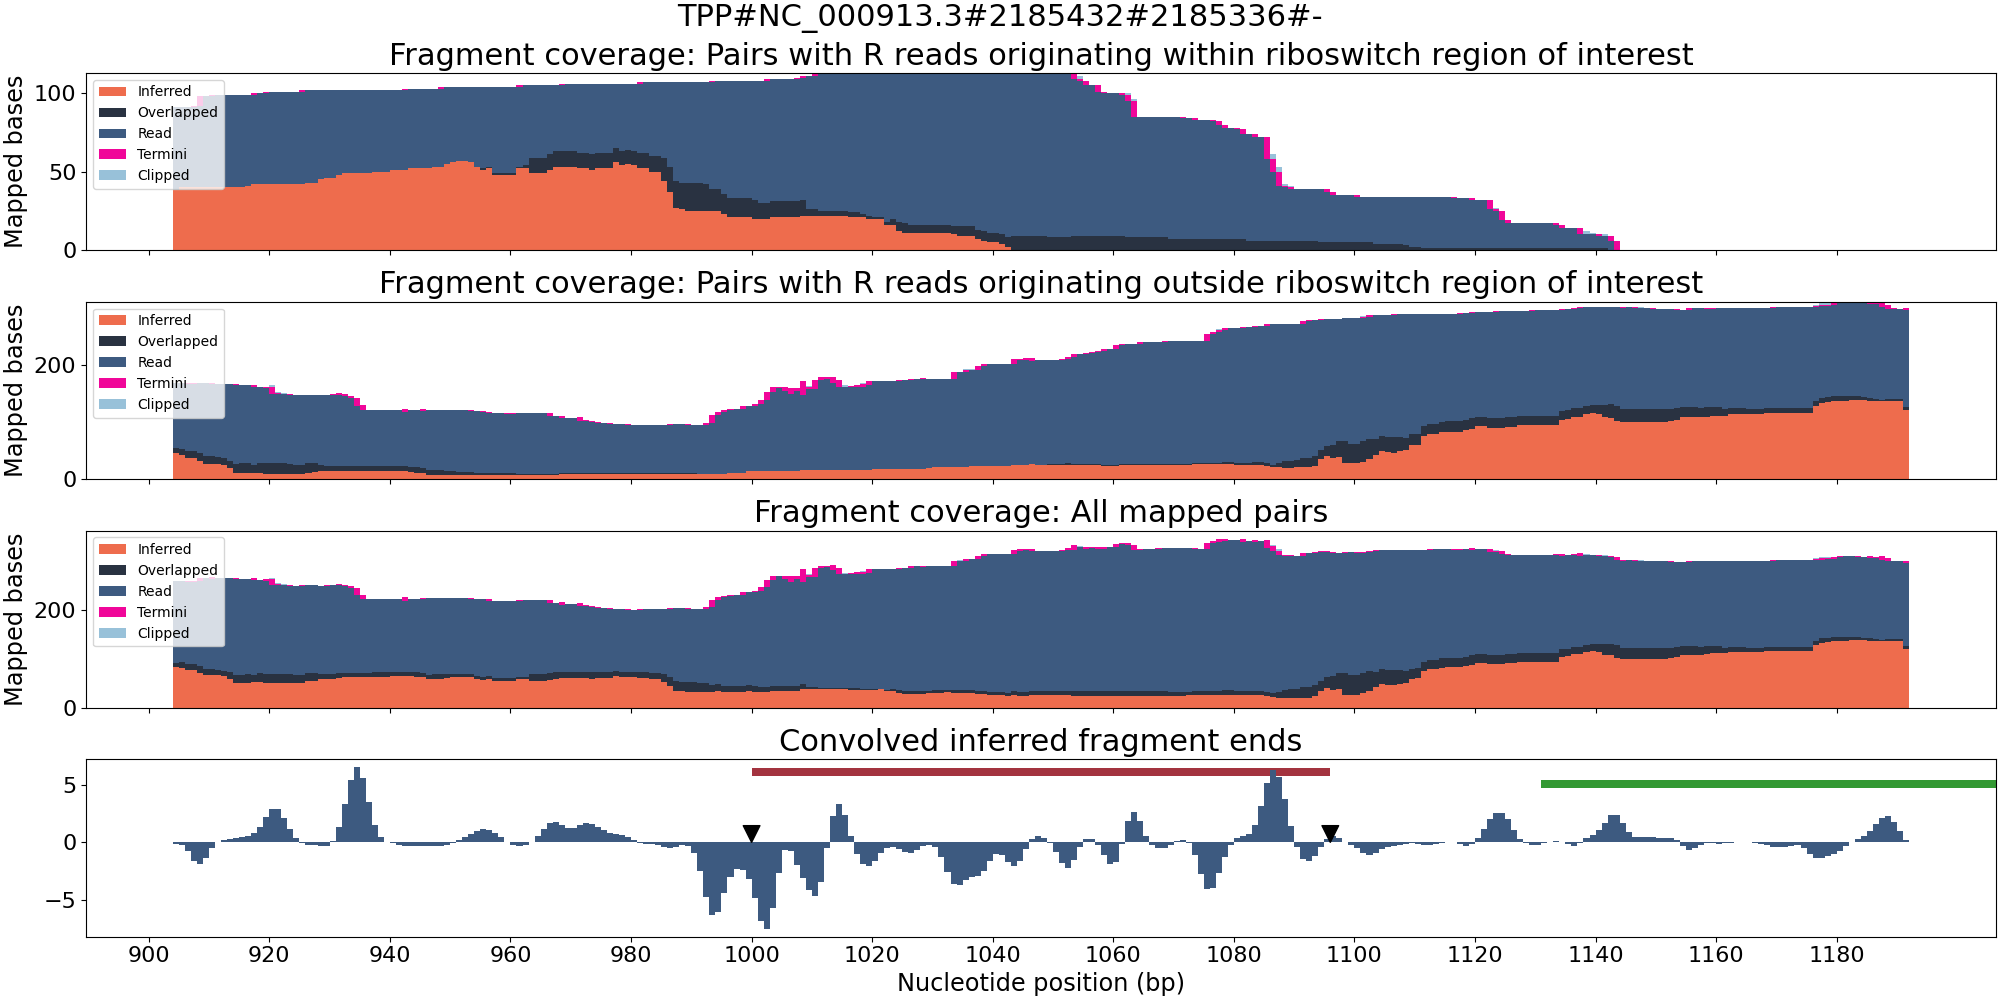 TPP#NC_000913.3#2185432#2185336#-
Fragment coverage: Pairs with R reads originating within riboswitch region of interest
Mapped bases
100
50
0
Inferred
Overlapped
Read
Termini
Clipped
Fragment coverage: Pairs with R reads originating outside riboswitch region of interest
Mapped bases
200
0
Inferred
Overlapped
Read
Termini
Clipped
Fragment coverage: All mapped pairs
Mapped bases
200
0
Inferred
Overlapped
Read
Termini
Clipped
Convolved inferred fragment ends
5
0
−5
900 920 940 960 980 1000 1020 1040 1060 1080 1100 1120 1140 1160 1180
Nucleotide position (bp)